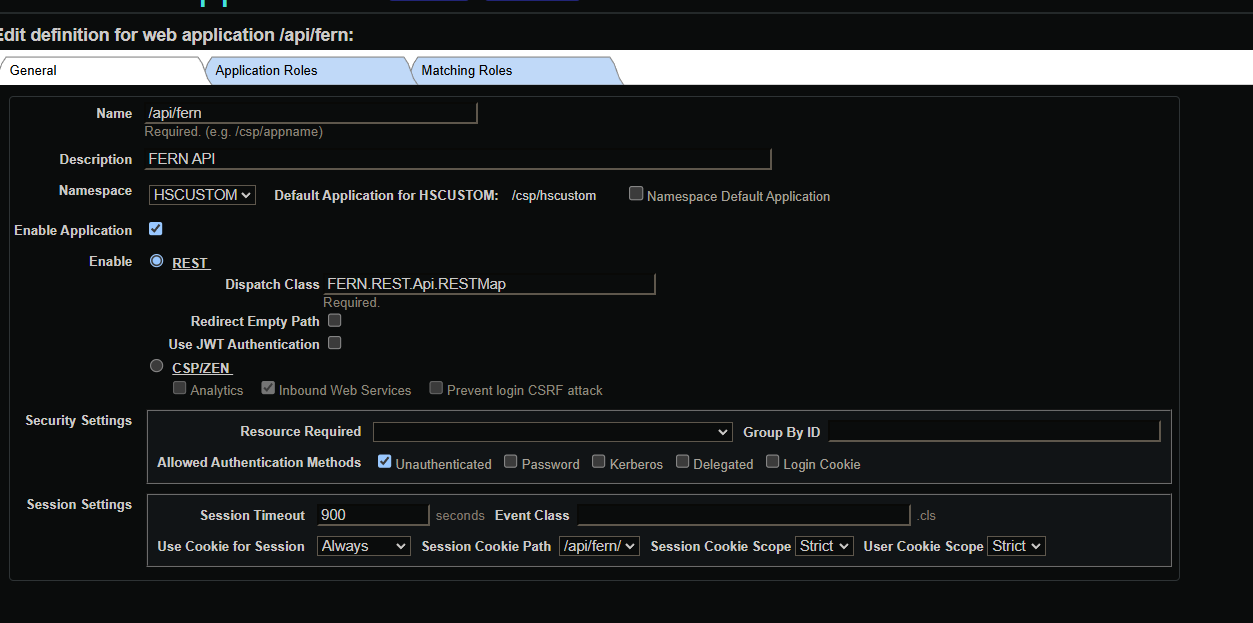 Edit definition for web application /api/fern:
General Application Roles Matching Roles
Name /api/fern
Required. (e.g. /csp/appname)
Description FERN API
Namespace HSCUSTOM Default Application for HSCUSTOM: /csp/hscustom Namespace Default Application
Enable Application
Enable REST
Dispatch Class FERN.REST.Api.RESTMap
Required.
Redirect Empty Path
Use JWT Authentication
CSP/ZEN
Analytics Inbound Web Services Prevent login CSRF attack
Security Settings
Resource Required Group By ID
Allowed Authentication Methods Unauthenticated Password Kerberos Delegated Login Cookie
Session Settings
Session Timeout 900 seconds Event Class .cls
Use Cookie for Session Always Session Cookie Path /api/fern/ Session Cookie Scope Strict User Cookie Scope Strict